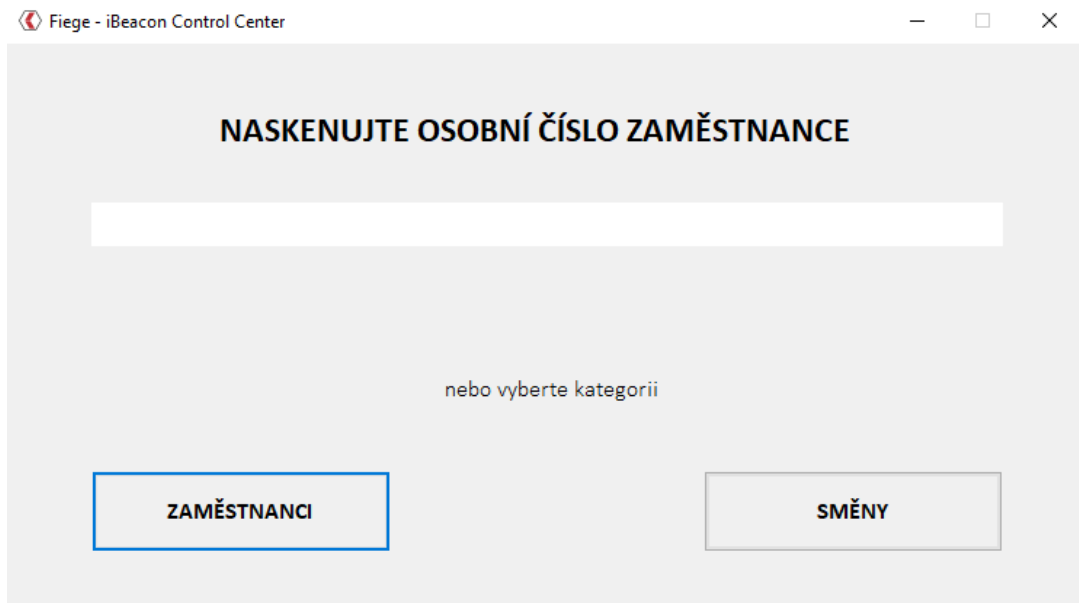 Fiege - iBeacon Control Center
NASKENUJTE OSOBNÍ ČÍSLO ZAMĚSTNANCE
nebo vyberte kategorii
ZAMĚSTNANCI
SMĚNY